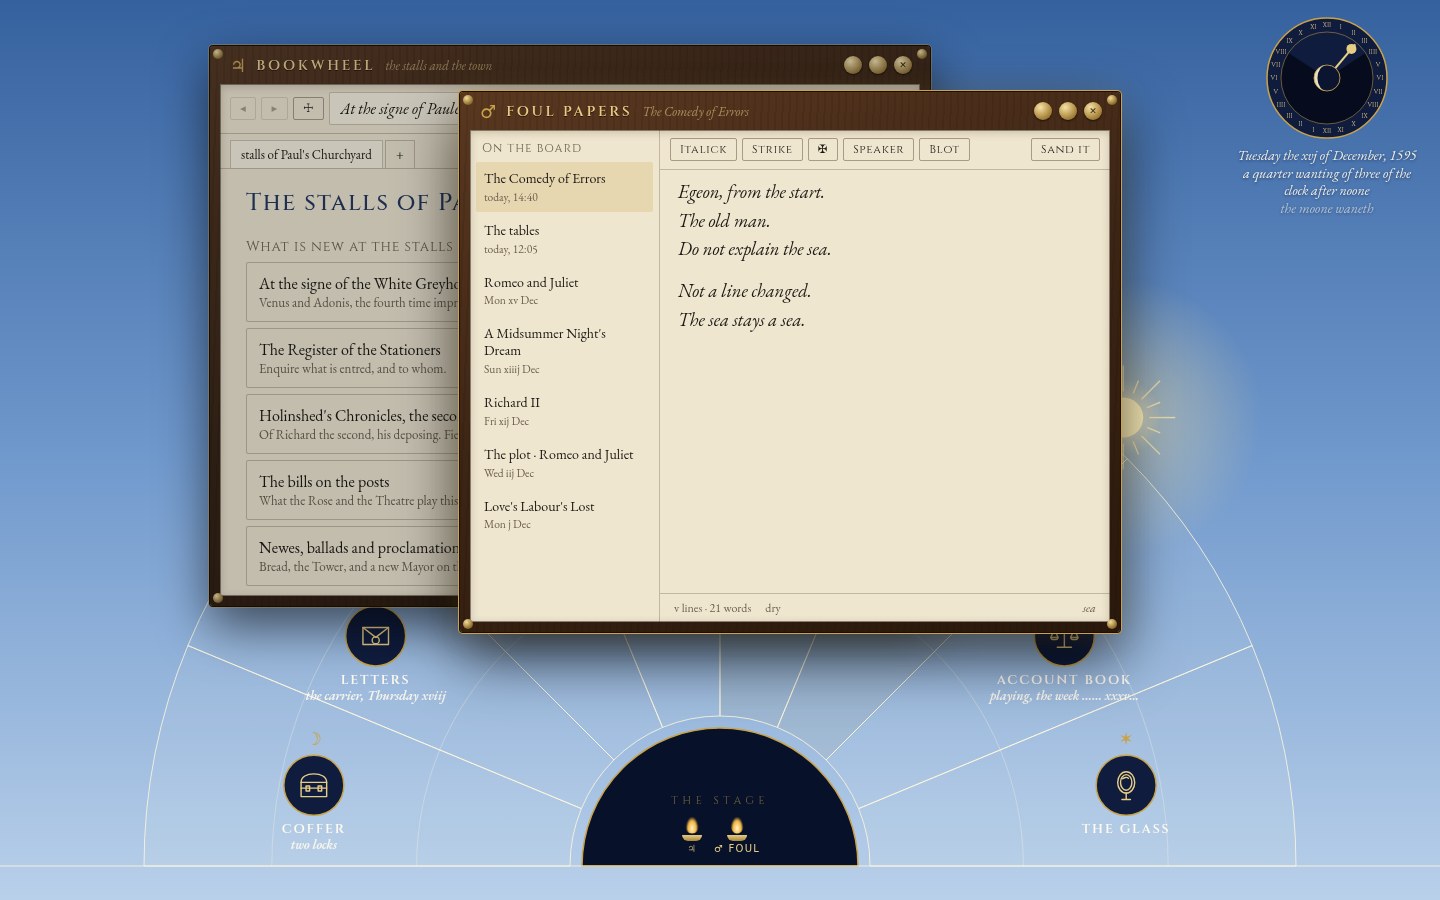 BOOKWHEEL the stalls and the town
At the signe of Paule
stalls of Paul's Churchyard +
THE STALLS OF
WHAT IS NEW AT THE STALLS
At the signe of the White
Venus and Adonis, the fourth time
The Register of the Stationers
Enquire what is entred, and to whom.
Holinshed's Chronicles, the
Of Richard the second, his deposing.
The bills on the posts
What the Rose and the Theatre play
Newes, ballads and
Bread, the Tower, and a new Mayor on
FOUL PAPERS The Comedy of Errors
ON THE BOARD
The Comedy of Errors
today, 14:40
The tables
today, 12:05
Romeo and Juliet
Mon xv Dec
A Midsummer Night's
Dream
Sun xiiij Dec
Richard II
Fri xij Dec
The plot · Romeo and Juliet
Wed iij Dec
Love's Labour's Lost
Mon j Dec
ITALICK STRIKE ✠ SPEAKER BLOT SAND IT
Egeon, from the start.
The old man.
Do not explain the sea.
Not a line changed.
The sea stays a sea.
v lines · 21 words dry sea
Tuesday the xvj of December, 1595
a quarter wanting of three of the
clock after noone
the moone waneth
LETTERS
the carrier, Thursday xviij
COFFER
two locks
ACCOUNT BOOK
playing, the week ...... xxxv...
THE GLASS
THE STAGE
♃ ♂ FOUL